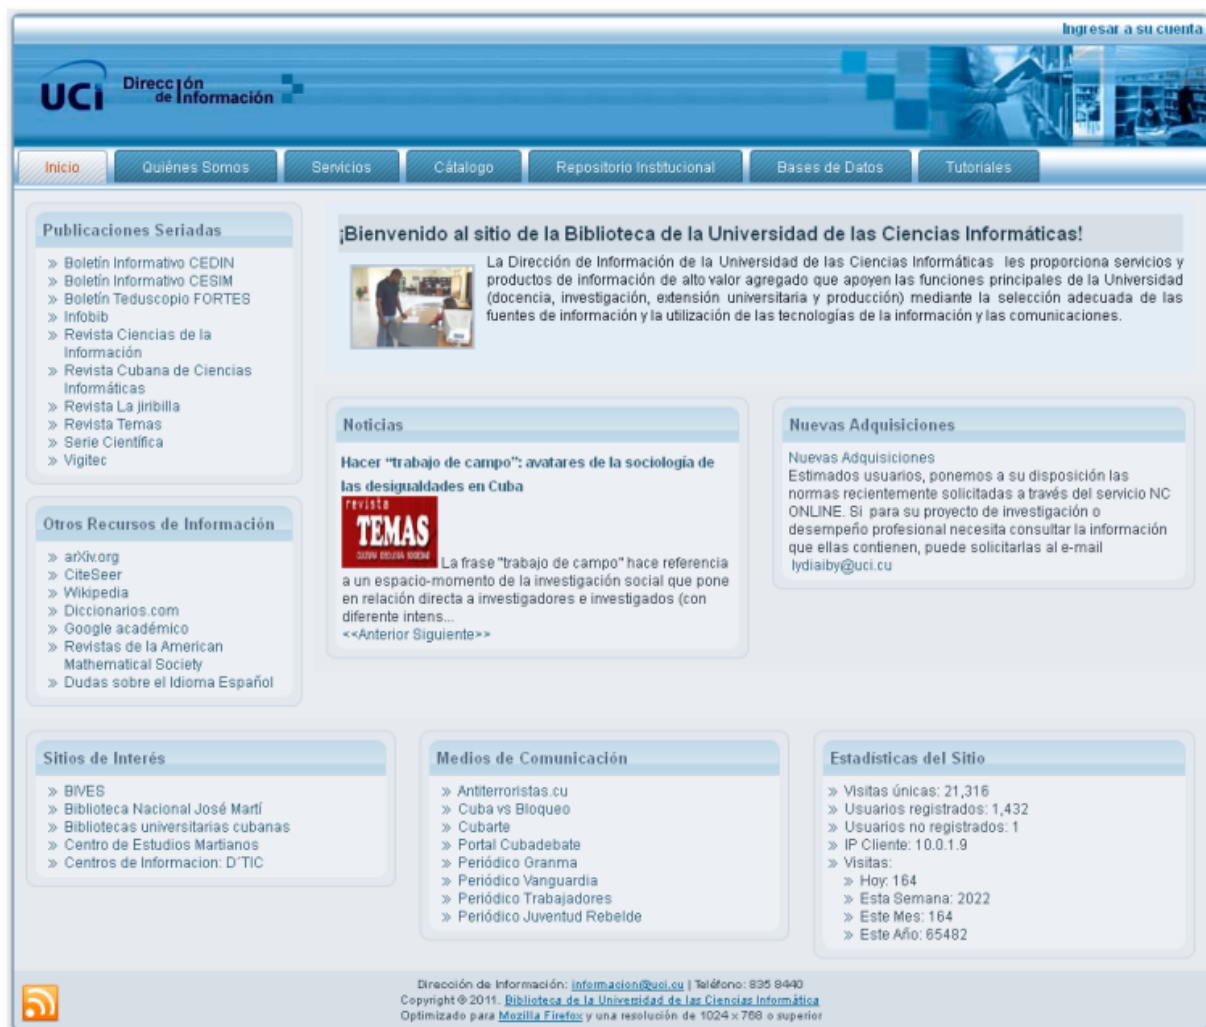 Ingresar a su cuenta
UCi Dirección
de Información
Inicio Quiénes Somos Servicios Cátalogo Repositorio Institucional Bases de Datos Tutoriales
Publicaciones Seriadas
» Boletín Informativo CEDIN
» Boletín Informativo CESIM
» Boletín Teduscopio FORTES
» Infobib
» Revista Ciencias de la
Información
» Revista Cubana de Ciencias
Informáticas
» Revista La jiribilla
» Revista Temas
» Serie Científica
» Vigitec
Otros Recursos de Información
» arXiv.org
» CiteSeer
» Wikipedia
» Diccionarios.com
» Google académico
» Revistas de la American
Mathematical Society
» Dudas sobre el Idioma Español
¡Bienvenido al sitio de la Biblioteca de la Universidad de las Ciencias Informáticas!
La Dirección de Información de la Universidad de las Ciencias Informáticas les proporciona servicios y
productos de información de alto valor agregado que apoyen las funciones principales de la Universidad
(docencia, investigación, extensión universitaria y producción) mediante la selección adecuada de las
fuentes de información y la utilización de las tecnologías de la información y las comunicaciones.
Noticias
Hacer “trabajo de campo”: avatares de la sociología de
las desigualdades en Cuba
revista
TEMAS
CULTURA IDEOLOGIA SOCIEDAD
La frase "trabajo de campo" hace referencia
a un espacio-momento de la investigación social que pone
en relación directa a investigadores e investigados (con
diferente intens...
<<Anterior Siguiente>>
Nuevas Adquisiciones
Nuevas Adquisiciones
Estimados usuarios, ponemos a su disposición las
normas recientemente solicitadas a través del servicio NC
ONLINE. Si para su proyecto de investigación o
desempeño profesional necesita consultar la información
que ellas contienen, puede solicitarlas al e-mail
lydiaiby@uci.cu
Sitios de Interés
» BIVES
» Biblioteca Nacional José Martí
» Bibliotecas universitarias cubanas
» Centro de Estudios Martianos
» Centros de Informacion: D´TIC
Medios de Comunicación
» Antiterroristas.cu
» Cuba vs Bloqueo
» Cubarte
» Portal Cubadebate
» Periódico Granma
» Periódico Vanguardia
» Periódico Trabajadores
» Periódico Juventud Rebelde
Estadísticas del Sitio
» Visitas únicas: 21,316
» Usuarios registrados: 1,432
» Usuarios no registrados: 1
» IP Cliente: 10.0.1.9
» Visitas:
» Hoy: 164
» Esta Semana: 2022
» Este Mes: 164
» Este Año: 65482
Dirección de Información: informacion@uci.cu | Teléfono: 835 8440
Copyright © 2011. Biblioteca de la Universidad de las Ciencias Informática
Optimizado para Mozilla Firefox y una resolución de 1024 x 768 o superior